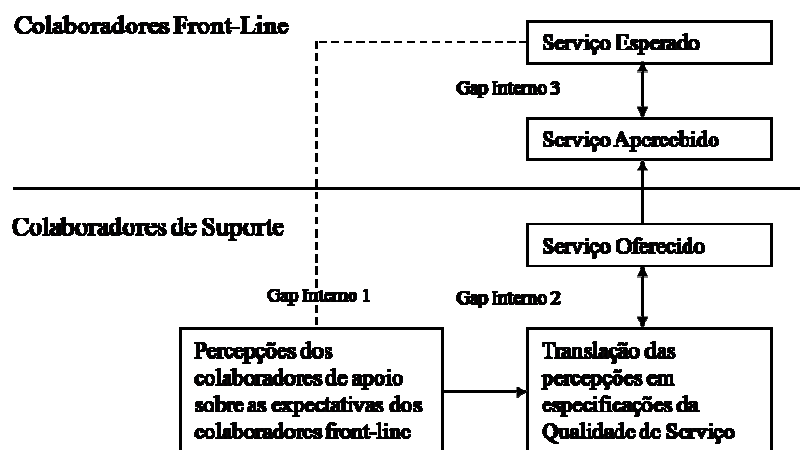 Colaboradores Front-Line
Serviço Esperado
Gap Interno 3
Serviço Apercebido
Colaboradores de Suporte
Serviço Oferecido
Gap Interno 1
Gap Interno 2
Percepções dos
colaboradores de apoio
sobre as expectativas dos
colaboradores front-line
Translação das
percepções em
especificações da
Qualidade de Serviço